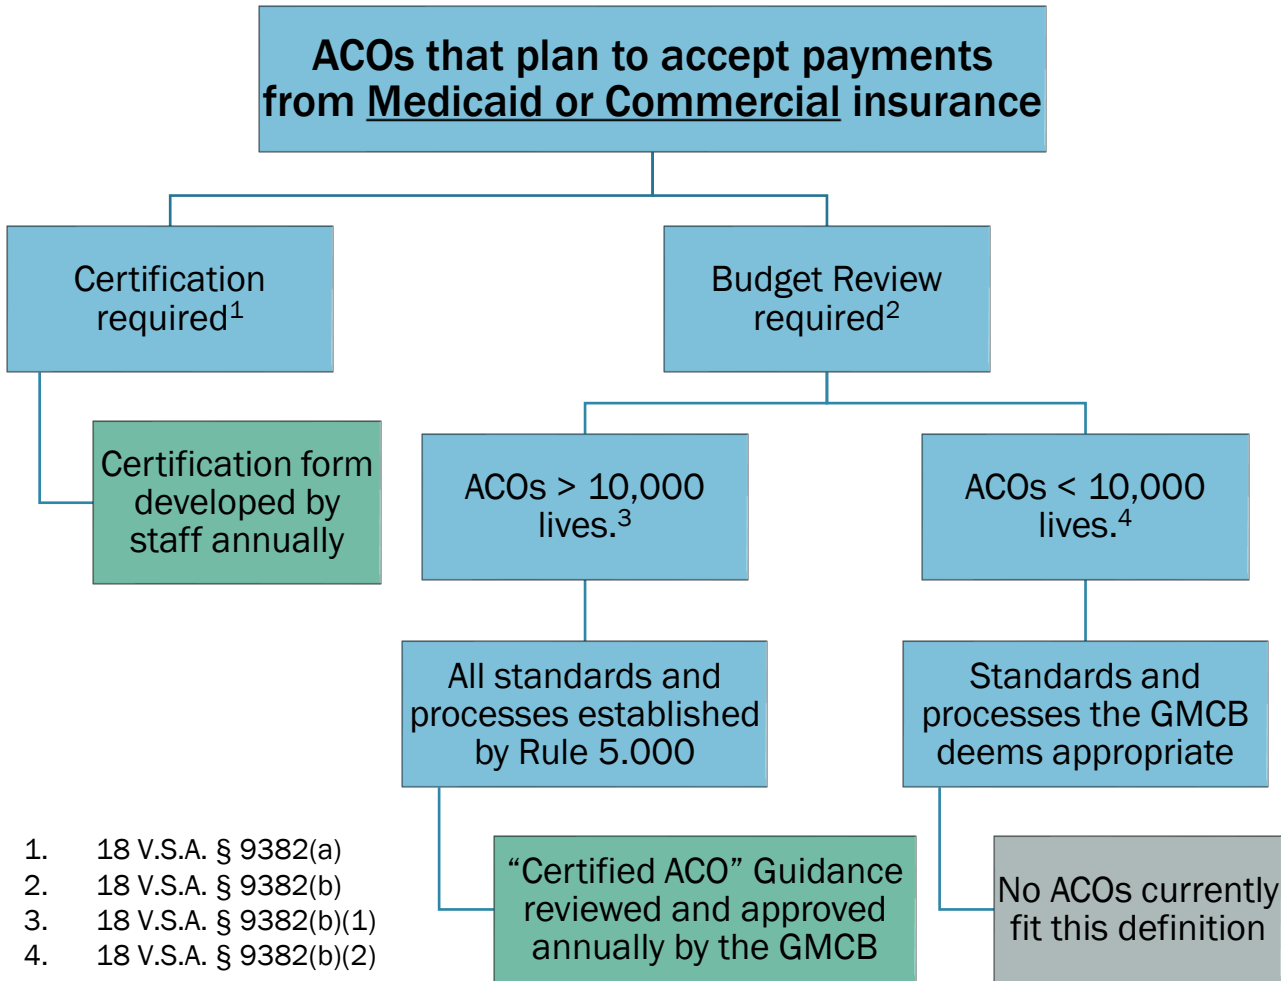 ACOs that plan to accept payments
from Medicaid or Commercial insurance
Certification
required1
Budget Review
required2
Certification form
developed by
staff annually
ACOs > 10,000
lives.3
ACOs < 10,000
lives.4
All standards and
processes established
by Rule 5.000
Standards and
processes the GMCB
deems appropriate
“Certified ACO” Guidance
reviewed and approved
annually by the GMCB
No ACOs currently
fit this definition
1. 18 V.S.A. § 9382(a)
2. 18 V.S.A. § 9382(b)
3. 18 V.S.A. § 9382(b)(1)
4. 18 V.S.A. § 9382(b)(2)